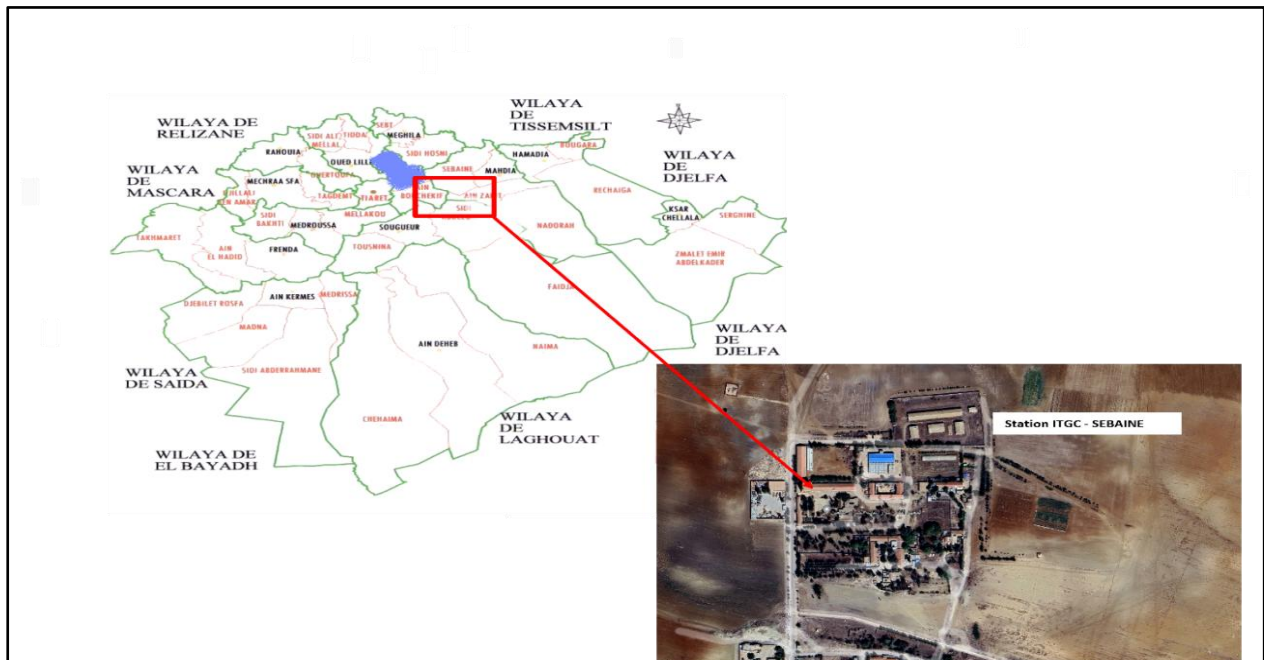 WILAYA DE
RELIZANE
WILAYA
DE
TISSEMSILT
WILAYA
DE
DJELFA
WILAYA
DE
MASCARA
SIDI ALI
MELLAL
TIDDA
SEBT
MEGHILA
SIDI HOSNI
RAHOUIA
OUED LILLI
GUERTOUFA
SEBAINE
MAHDIA
HAMADIA
BOUGARA
RECHAIGA
MECHRAA SFA
DJELLALI
BEN AMAR
TAGDEMT
TIARET
AIN
BOUCHEKIF
SIDI
KSAR
CHELLALA
SERGHINE
SIDI
BAKHTI
MELLAKOU
MEDROUSSA
SOUGUEUR
NADORAH
TAKHMARET
AIN
EL HADID
FRENDA
TOUSNINA
ZMALET EMIR
ABDELKADER
FAIDJA
DJEBILET ROSFA
AIN KERMES
MEDRISSA
MADNA
AIN DEHEB
NAIMA
SIDI ABDERRAHMANE
CHEHAIMA
WILAYA
DE
DJELFA
WILAYA
DE SAIDA
WILAYA
DE
LAGHOUAT
WILAYA DE
EL BAYADH
Station ITGC - SEBAINE